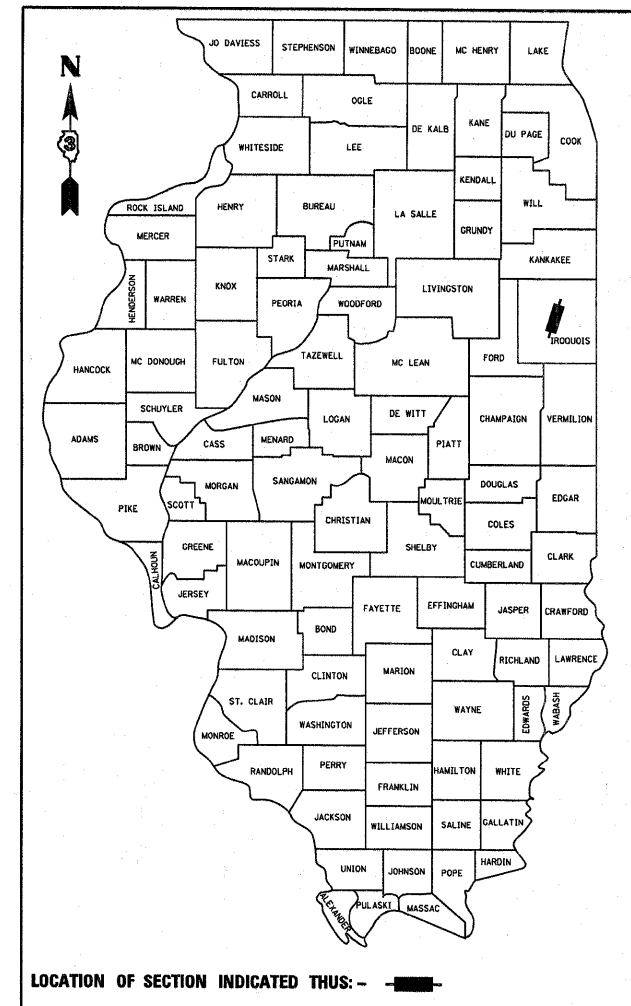 JO DAVIESS STEPHENSON WINNEBAGO BOONE MC HENRY LAKE
N
CARROLL OGLE DE KALB KANE DU PAGE COOK
3
WHITESIDE LEE
KENDALL
ROCK ISLAND HENRY BUREAU LA SALLE WILL
MERCER PUTNAM GRUNDY
STARK MARSHALL KANKAKEE
HENDERSON WARREN KNOX PEORIA WOODFORD LIVINGSTON
IROQUOIS
HANCOCK MC DONOUGH FULTON TAZEWELL MC LEAN FORD
MASON
SCHUYLER LOGAN DE WITT CHAMPAIGN VERMILION
ADAMS BROWN CASS MENARD MACON PIATT
MORGAN SANGAMON DOUGLAS EDGAR
PIKE SCOTT CHRISTIAN MOULTRIE COLES
GREENE MACOUPIN MONTGOMERY SHELBY CUMBERLAND CLARK
CALHOUN JERSEY FAYETTE EFFINGHAM JASPER CRAWFORD
MADISON BOND
CLAY RICHLAND LAWRENCE
CLINTON MARION
ST. CLAIR WAYNE EDWARDS WABASH
MONROE WASHINGTON JEFFERSON
RANDOLPH PERRY HAMILTON WHITE
FRANKLIN
JACKSON WILLIAMSON SALINE GALLATIN
UNION JOHNSON POPE HARDIN
ALEXANDER PULASKI MASSAC
LOCATION OF SECTION INDICATED THUS: -